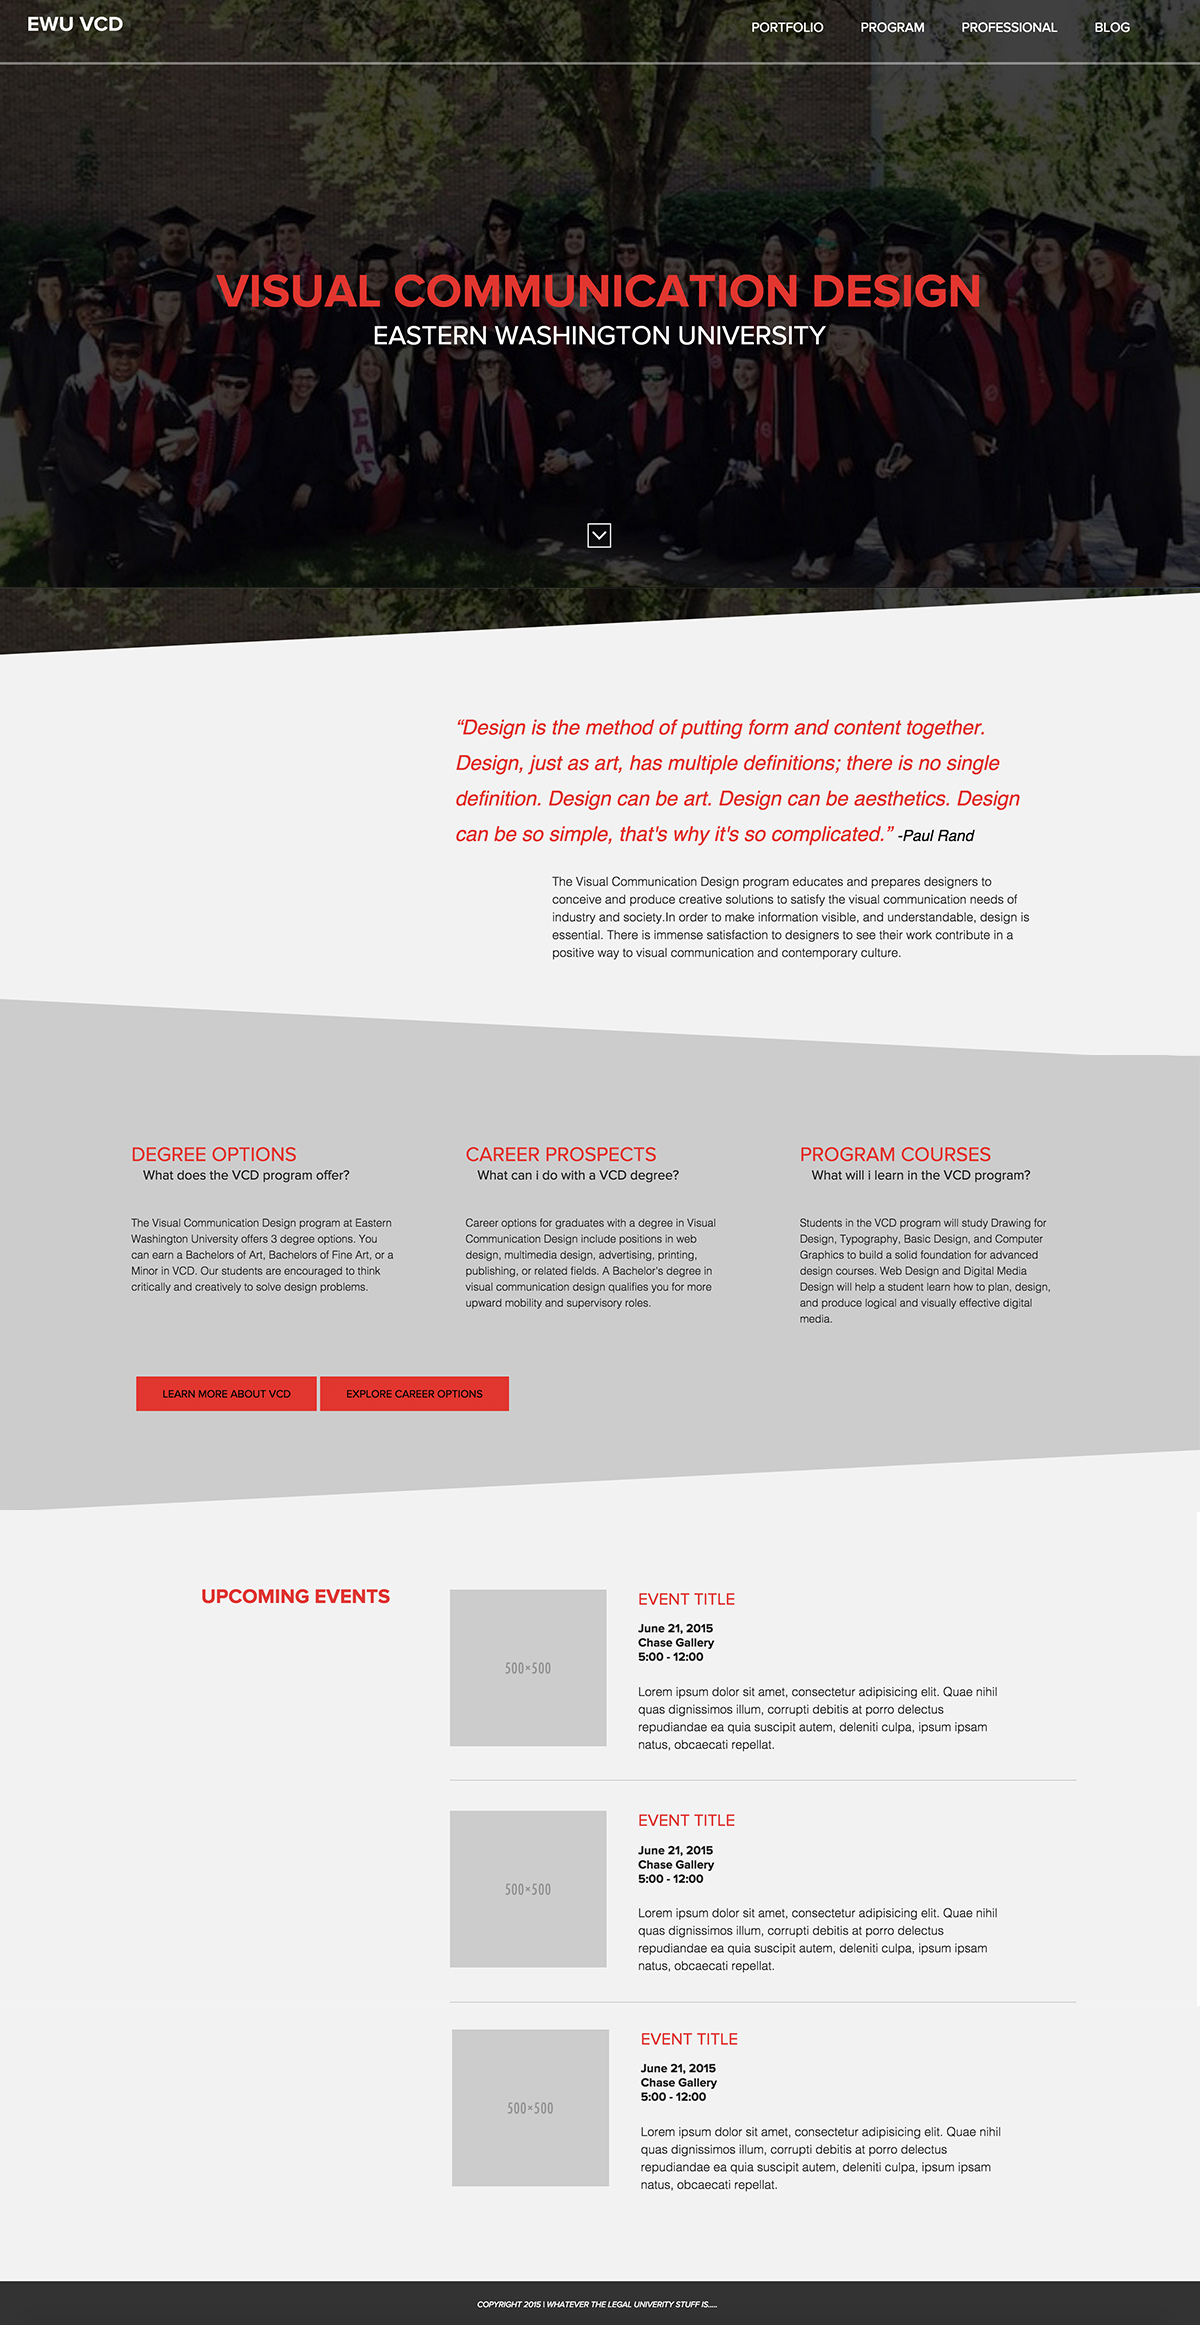 EWU VCD
PORTFOLIO PROGRAM PROFESSIONAL BLOG
VISUAL COMMUNICATION DESIGN
EASTERN WASHINGTON UNIVERSITY
“Design is the method of putting form and content together.
Design, just as art, has multiple definitions; there is no single
definition. Design can be art. Design can be aesthetics. Design
can be so simple, that's why it's so complicated.” -Paul Rand
The Visual Communication Design program educates and prepares designers to
conceive and produce creative solutions to satisfy the visual communication needs of
industry and society.In order to make information visible, and understandable, design is
essential. There is immense satisfaction to designers to see their work contribute in a
positive way to visual communication and contemporary culture.
DEGREE OPTIONS
What does the VCD program offer?
The Visual Communication Design program at Eastern
Washington University offers 3 degree options. You
can earn a Bachelors of Art, Bachelors of Fine Art, or a
Minor in VCD. Our students are encouraged to think
critically and creatively to solve design problems.
CAREER PROSPECTS
What can i do with a VCD degree?
Career options for graduates with a degree in Visual
Communication Design include positions in web
design, multimedia design, advertising, printing,
publishing, or related fields. A Bachelor's degree in
visual communication design qualifies you for more
upward mobility and supervisory roles.
PROGRAM COURSES
What will i learn in the VCD program?
Students in the VCD program will study Drawing for
Design, Typography, Basic Design, and Computer
Graphics to build a solid foundation for advanced
design courses. Web Design and Digital Media
Design will help a student learn how to plan, design,
and produce logical and visually effective digital
media.
LEARN MORE ABOUT VCD
EXPLORE CAREER OPTIONS
UPCOMING EVENTS
500×500
EVENT TITLE
June 21, 2015
Chase Gallery
5:00 - 12:00
Lorem ipsum dolor sit amet, consectetur adipisicing elit. Quae nihil
quas dignissimos illum, corrupti debitis at porro delectus
repudiandae ea quia suscipit autem, deleniti culpa, ipsum ipsam
natus, obcaecati repellat.
500×500
EVENT TITLE
June 21, 2015
Chase Gallery
5:00 - 12:00
Lorem ipsum dolor sit amet, consectetur adipisicing elit. Quae nihil
quas dignissimos illum, corrupti debitis at porro delectus
repudiandae ea quia suscipit autem, deleniti culpa, ipsum ipsam
natus, obcaecati repellat.
500×500
EVENT TITLE
June 21, 2015
Chase Gallery
5:00 - 12:00
Lorem ipsum dolor sit amet, consectetur adipisicing elit. Quae nihil
quas dignissimos illum, corrupti debitis at porro delectus
repudiandae ea quia suscipit autem, deleniti culpa, ipsum ipsam
natus, obcaecati repellat.
COPYRIGHT 2015 | WHATEVER THE LEGAL UNIVERITY STUFF IS.....